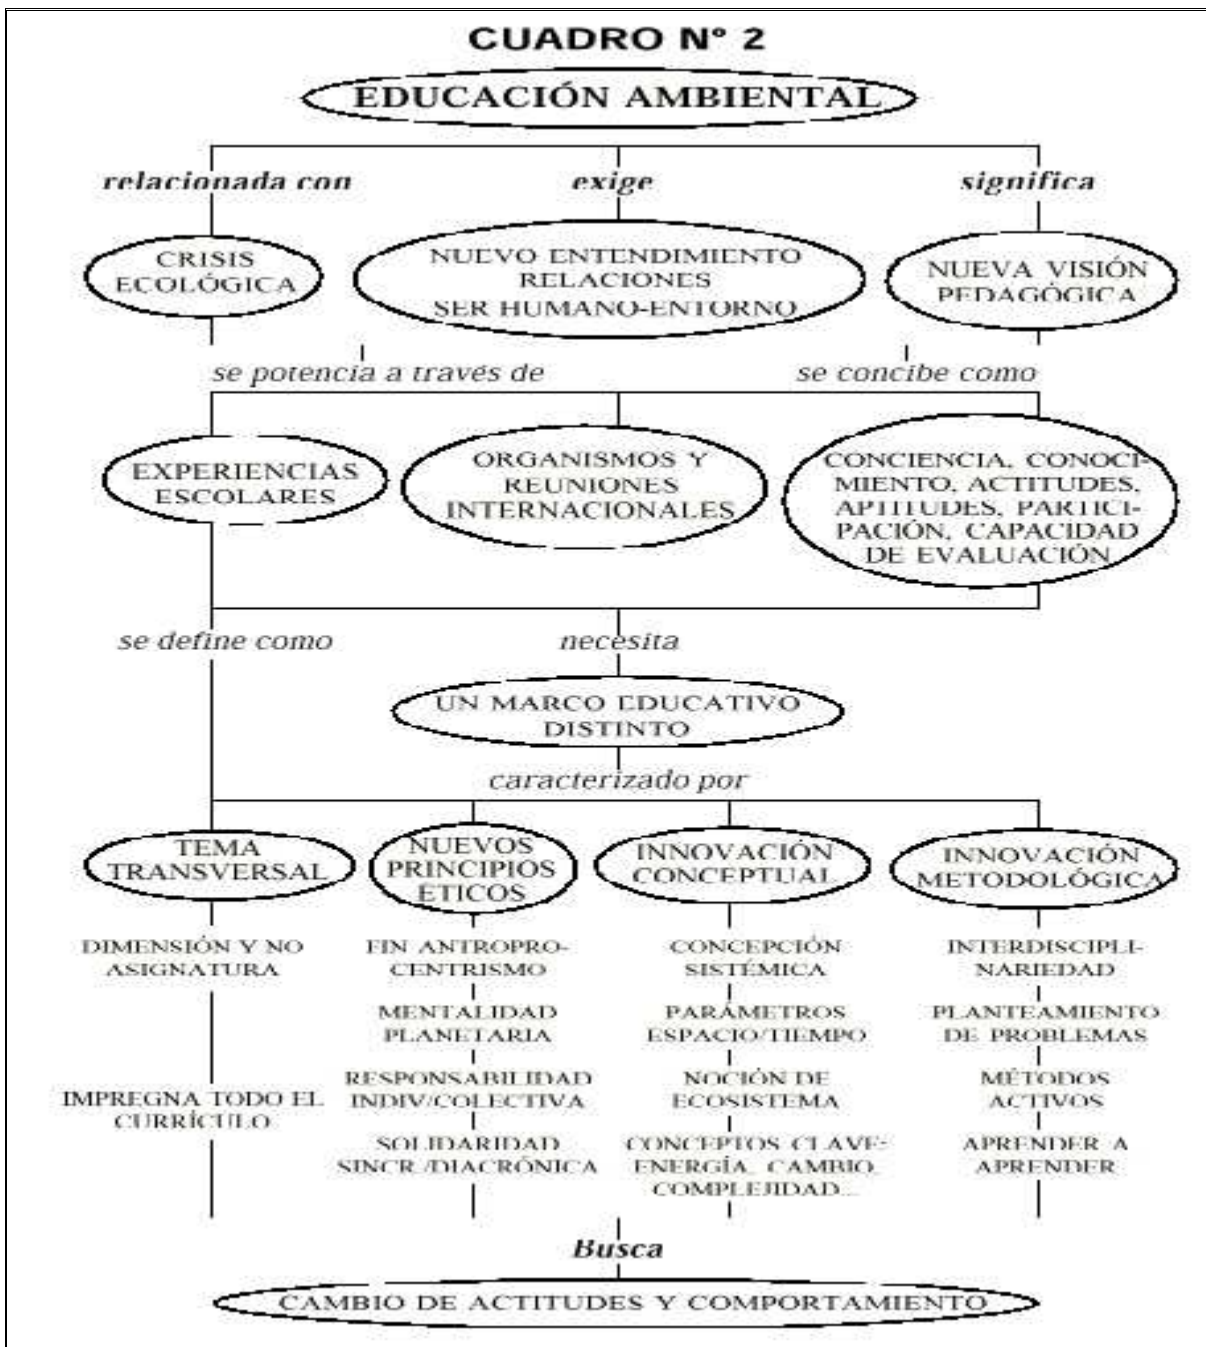 CUADRO N° 2
EDUCACIÓN AMBIENTAL
relacionada con
exige
significa
CRISIS
ECOLÓGICA
NUEVO ENTENDIMIENTO
RELACIONES
SER HUMANO-ENTORNO
NUEVA VISIÓN
PEDAGÓGICA
se potencia a través de
se concibe como
EXPERIENCIAS
ESCOLARES
ORGANISMOS Y
REUNIONES
INTERNACIONALES
CONCIENCIA, CONOCI-
MIENTO, ACTITUDES,
APTITUDES, PARTICI-
PACIÓN, CAPACIDAD
DE EVALUACIÓN
se define como
necesita
UN MARCO EDUCATIVO
DISTINTO
caracterizado por
TEMA
TRANSVERSAL
NUEVOS
PRINCIPIOS
ÉTICOS
INNOVACIÓN
CONCEPTUAL
INNOVACIÓN
METODOLÓGICA
DIMENSIÓN Y NO
ASIGNATURA
IMPREGNA TODO EL
CURRÍCULO
FIN ANTROPRO-
CENTRISMO
MENTALIDAD
PLANETARIA
RESPONSABILIDAD
INDIV/COLECTIVA
SOLIDARIDAD
SINCR./DIACRÓNICA
CONCEPCIÓN
SISTÉMICA
PARÁMETROS
ESPACIO/TIEMPO
NOCIÓN DE
ECOSISTEMA
CONCEPTOS CLAVE:
ENERGÍA, CAMBIO,
COMPLEJIDAD...
INTERDISCIPLI-
NARIEDAD
PLANTEAMIENTO
DE PROBLEMAS
MÉTODOS
ACTIVOS
APRENDER A
APRENDER
Busca
CAMBIO DE ACTITUDES Y COMPORTAMIENTO